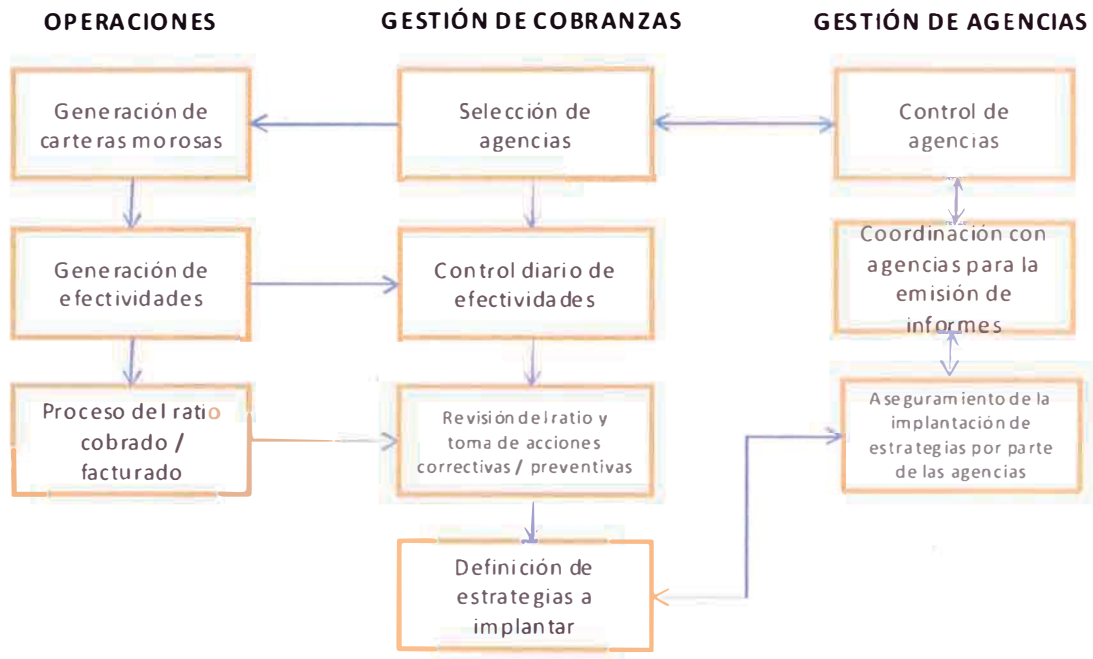 OPERACIONES
GESTIÓN DE COBRANZAS
GESTIÓN DE AGENCIAS
Generación de
carteras morosas
Selección de
agencias
Control de
agencias
Generación de
efectividades
Control diario de
efectividades
Coordinación con
agencias para la
emisión de
informes
Proceso del ratio
cobrado /
facturado
Revisión del ratio y
toma de acciones
correctivas / preventivas
Aseguramiento de la
implantación de
estrategias por parte
de las agencias
Definición de
estrategias a
implantar